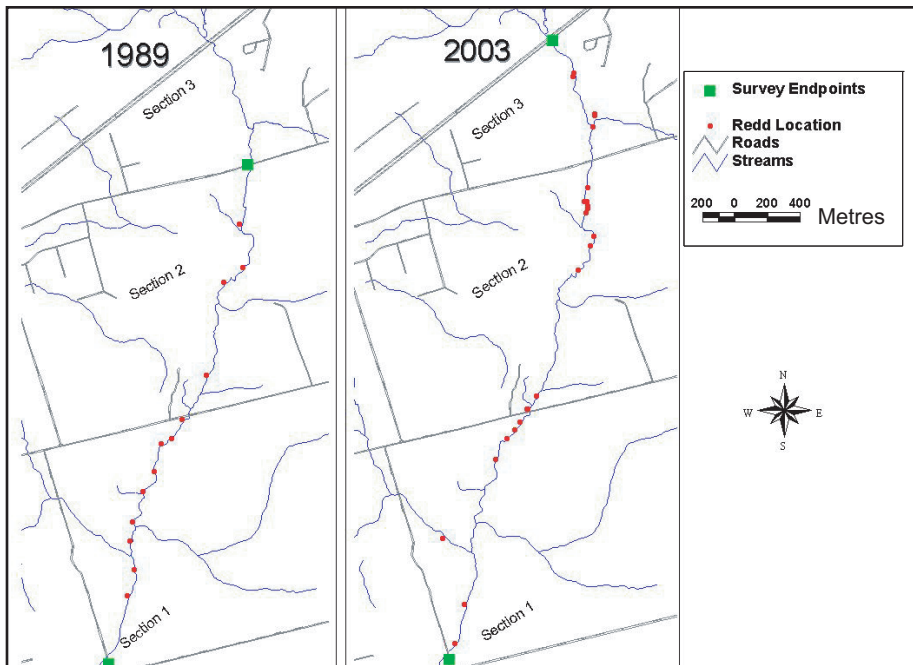 1989
Section 3
Section 2
Section 1
2003
Section 3
Section 2
Section 1
Survey Endpoints
Redd Location
Roads
Streams
200 0 200 400 Metres
N
W E
S